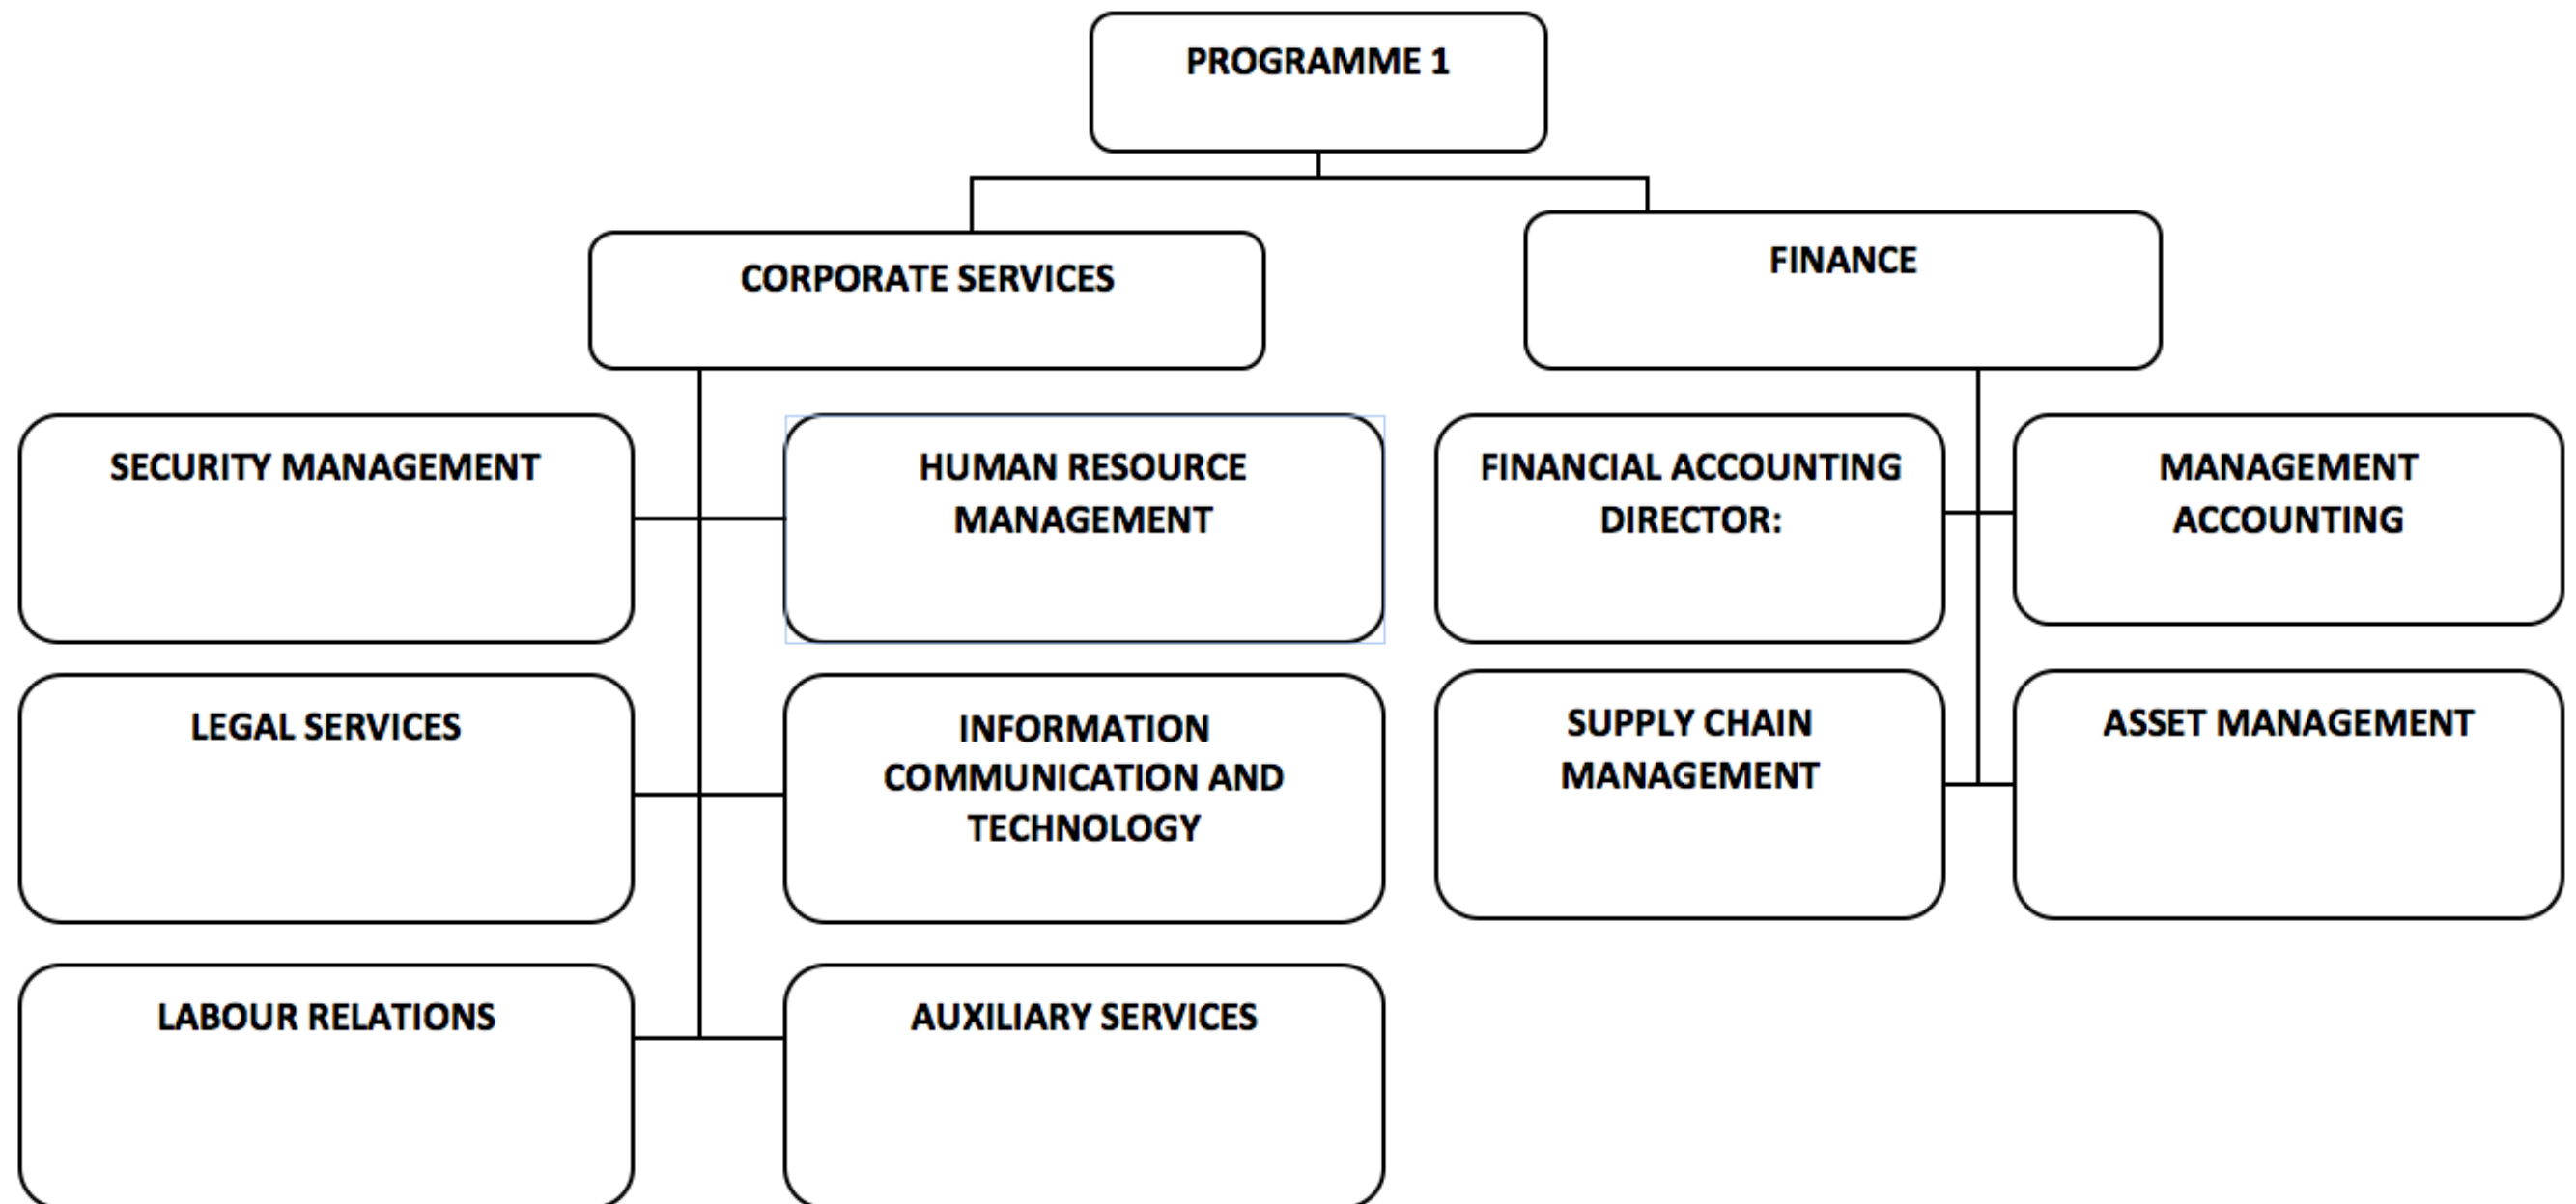 PROGRAMME 1
CORPORATE SERVICES
FINANCE
SECURITY MANAGEMENT
HUMAN RESOURCE
MANAGEMENT
FINANCIAL ACCOUNTING
DIRECTOR:
MANAGEMENT
ACCOUNTING
LEGAL SERVICES
INFORMATION
COMMUNICATION AND
TECHNOLOGY
SUPPLY CHAIN
MANAGEMENT
ASSET MANAGEMENT
LABOUR RELATIONS
AUXILIARY SERVICES